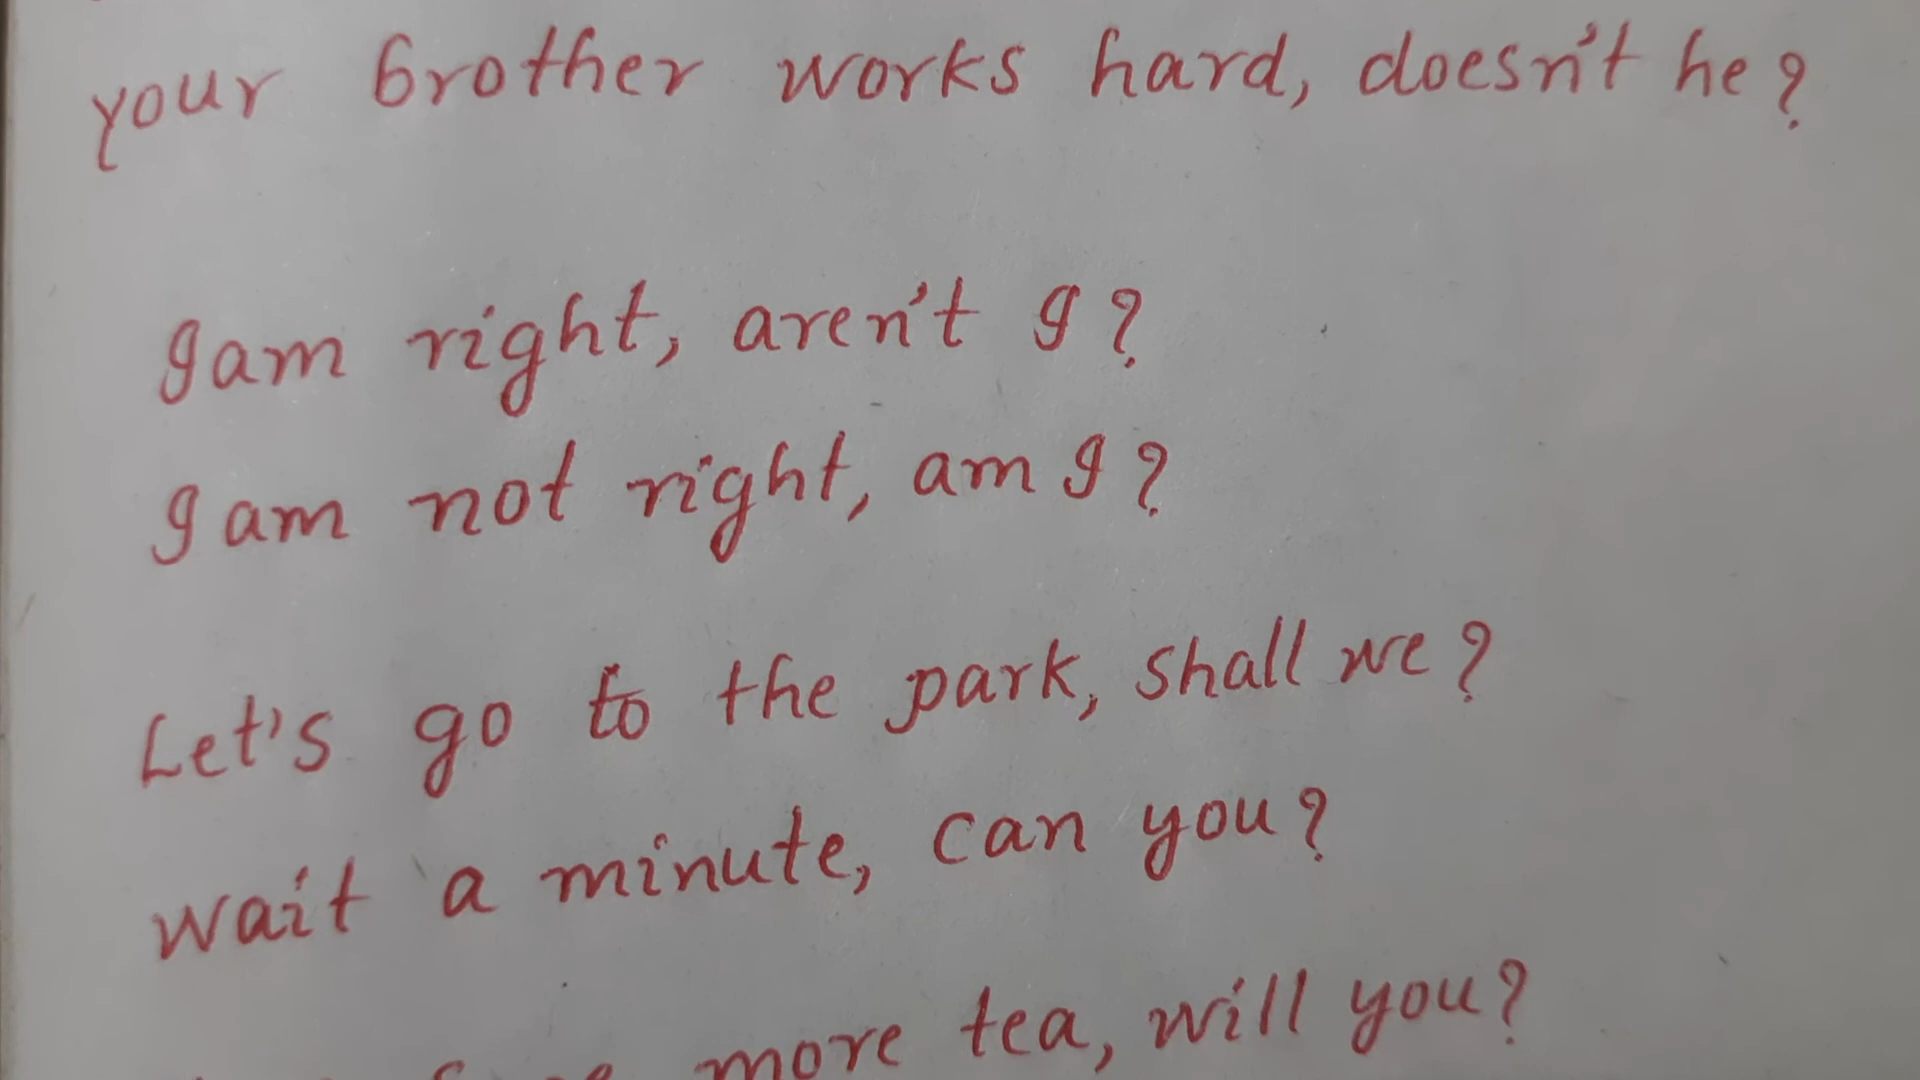 your brother works hard, doesn't he?
I am right, aren't I?
I am not right, am I?
Let's go to the park, shall we?
wait a minute, can you?
more tea, will you?